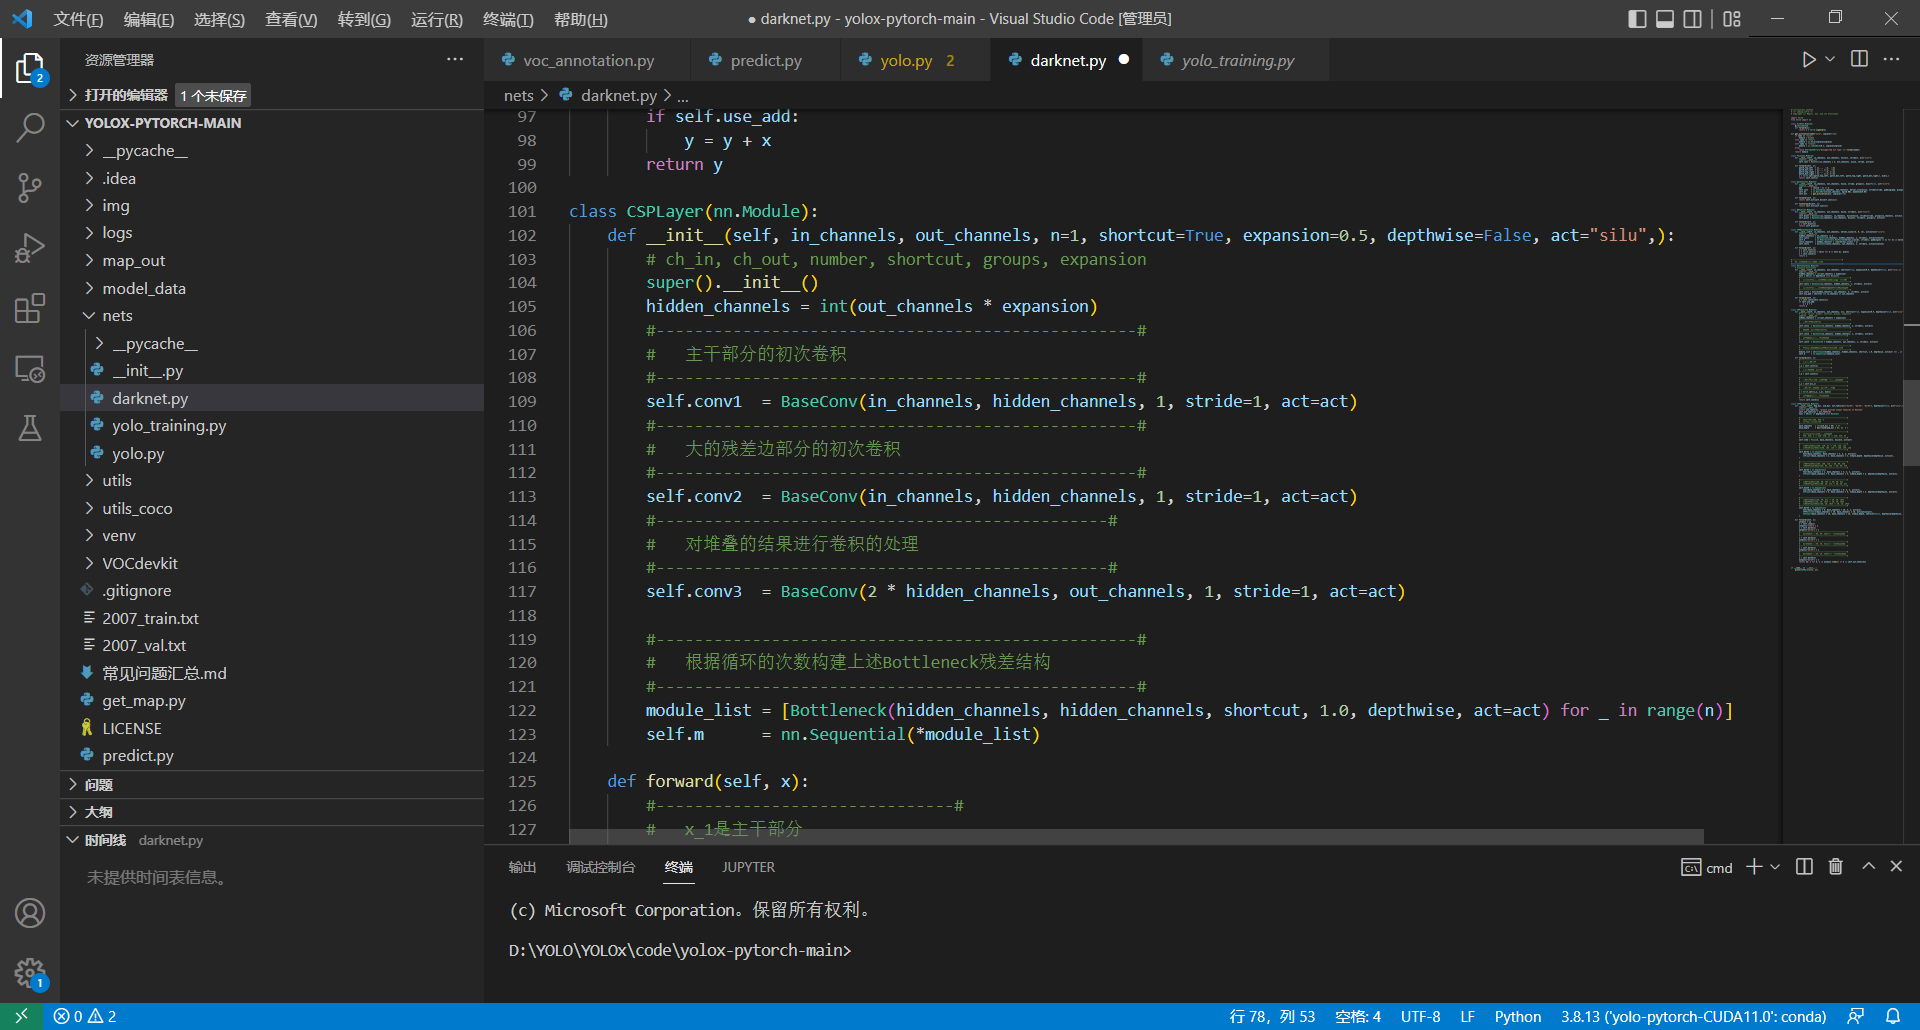 文件(F) 编辑(E) 选择(S) 查看(V) 转到(G) 运行(R) 终端(T) 帮助(H)
● darknet.py - yolox-pytorch-main - Visual Studio Code [管理员]
资源管理器
voc_annotation.py
predict.py
yolo.py 2
darknet.py
yolo_training.py
打开的编辑器 1 个未保存
nets > darknet.py > ...
YOLOX-PYTORCH-MAIN
__pycache__
.idea
img
logs
map_out
model_data
nets
__pycache__
__init__.py
darknet.py
yolo_training.py
yolo.py
utils
utils_coco
venv
VOCdevkit
.gitignore
2007_train.txt
2007_val.txt
常见问题汇总.md
get_map.py
LICENSE
predict.py
问题
大纲
时间线 darknet.py
未提供时间表信息。
97 if self.use_add:
98 y = y + x
99 return y
100
101 class CSPLayer(nn.Module):
102 def __init__(self, in_channels, out_channels, n=1, shortcut=True, expansion=0.5, depthwise=False, act="silu",):
103 # ch_in, ch_out, number, shortcut, groups, expansion
104 super().__init__()
105 hidden_channels = int(out_channels * expansion)
106 #--------------------------------------------------#
107 # 主干部分的初次卷积
108 #--------------------------------------------------#
109 self.conv1 = BaseConv(in_channels, hidden_channels, 1, stride=1, act=act)
110 #--------------------------------------------------#
111 # 大的残差边部分的初次卷积
112 #--------------------------------------------------#
113 self.conv2 = BaseConv(in_channels, hidden_channels, 1, stride=1, act=act)
114 #-----------------------------------------------#
115 # 对堆叠的结果进行卷积的处理
116 #-----------------------------------------------#
117 self.conv3 = BaseConv(2 * hidden_channels, out_channels, 1, stride=1, act=act)
118
119 #--------------------------------------------------#
120 # 根据循环的次数构建上述Bottleneck残差结构
121 #--------------------------------------------------#
122 module_list = [Bottleneck(hidden_channels, hidden_channels, shortcut, 1.0, depthwise, act=act) for _ in range(n)]
123 self.m = nn.Sequential(*module_list)
124
125 def forward(self, x):
126 #-------------------------------#
127 # x_1是主干部分
输出 调试控制台 终端 JUPYTER
cmd
(c) Microsoft Corporation。保留所有权利。
D:\YOLO\YOLOx\code\yolox-pytorch-main>
2
1
0 2
行 78，列 53 空格: 4 UTF-8 LF Python 3.8.13 ('yolo-pytorch-CUDA11.0': conda)